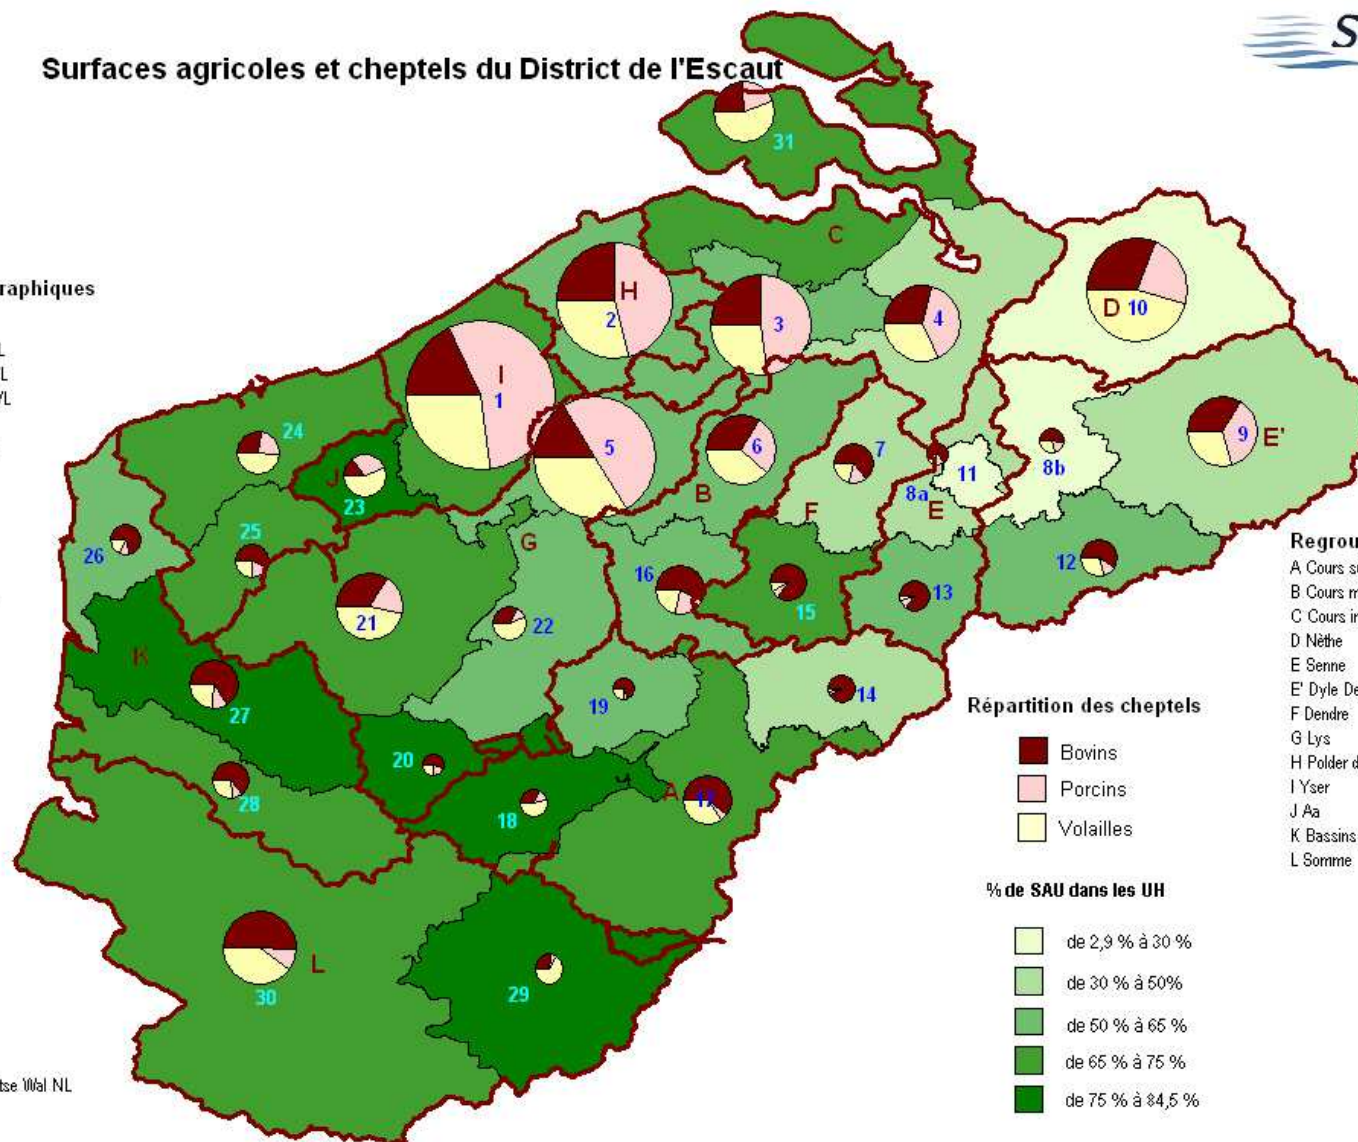 Surfaces agricoles et cheptels du District de l'Escaut
S
31
raphiques
C
L
L
/L
H
2
3
4
D 10
I
1
24
5
6
7
9 E'
J
23
B
8a
11
8b
F
E
26
25
G
16
15
13
12
21
22
K
27
19
14
20
28
18
A
17
L
30
29
tse Wal NL
Répartition des cheptels
Bovins
Porcins
Volailles
% de SAU dans les UH
de 2,9 % à 30 %
de 30 % à 50%
de 50 % à 65 %
de 65 % à 75 %
de 75 % à 84,5 %
Regrou
A Cours s
B Cours m
C Cours in
D Nèthe
E Senne
E' Dyle De
F Dendre
G Lys
H Polder d
I Yser
J Aa
K Bassins
L Somme